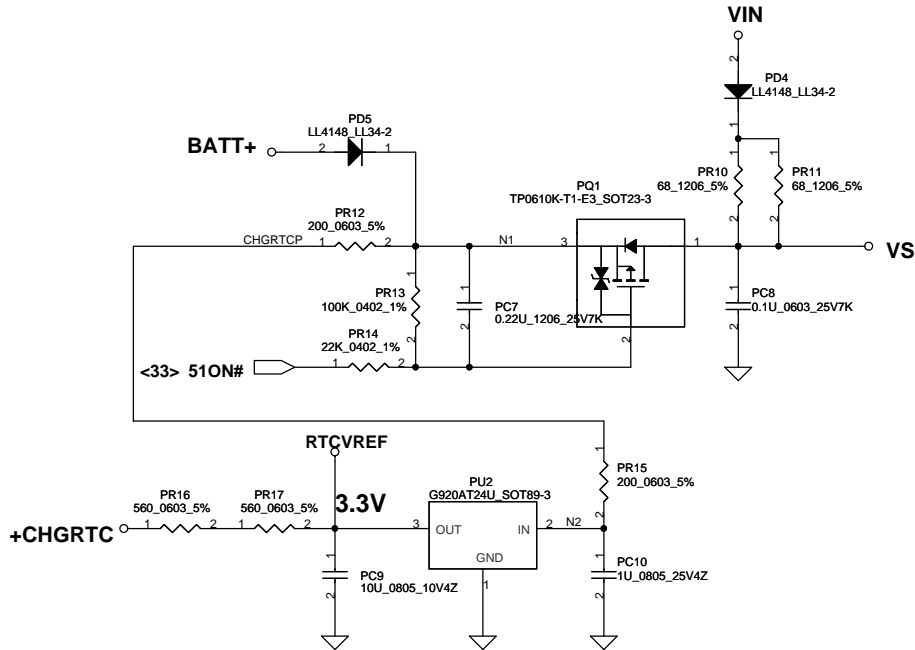 VIN
2
PD4
LL4148_LL34-2
1
PD5
LL4148_LL34-2
BATT+
2
1
PR10
68_1206_5%
1
2
PR11
68_1206_5%
1
2
PQ1
TP0610K-T1-E3_SOT23-3
PR12
200_0603_5%
CHGRTCP
1
2
N1
3
1
2
VS
PR13
100K_0402_1%
1
2
PC7
0.22U_1206_25V7K
1
2
PC8
0.1U_0603_25V7K
1
2
PR14
22K_0402_1%
<33> 51ON#
1
2
RTCVREF
PR15
200_0603_5%
1
2
PR16
560_0603_5%
PR17
560_0603_5%
3.3V
PU2
G920AT24U_SOT89-3
+CHGRTC
1
2
1
2
3
OUT
IN
2
N2
GND
1
PC9
10U_0805_10V4Z
1
2
PC10
1U_0805_25V4Z
1
2